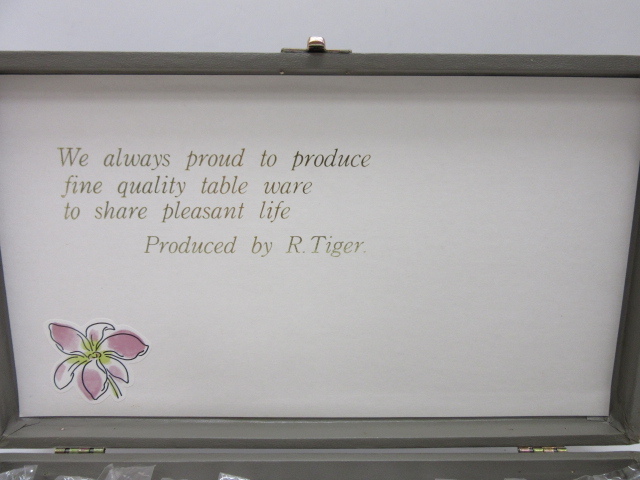 We always proud to produce
fine quality table ware
to share pleasant life
Produced by R.Tiger.